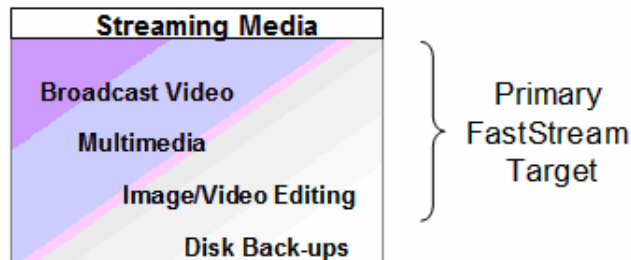 Streaming Media
Broadcast Video
Multimedia
Image/Video Editing
Disk Back-ups
Primary
FastStream
Target